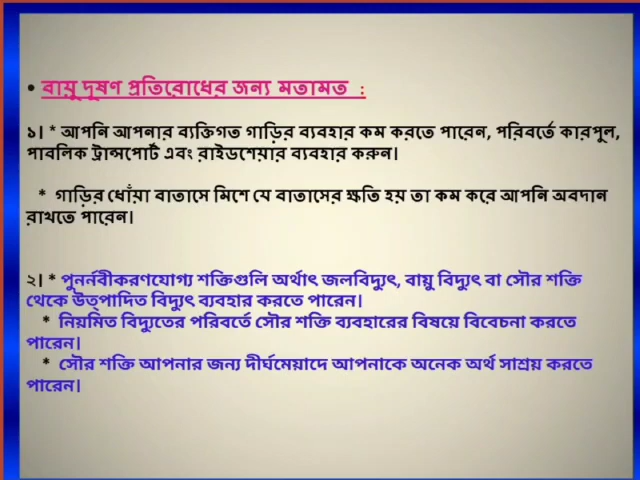 • বায়ু দূষণ প্রতিরোধের জন্য মতামত :
১। * আপনি আপনার ব্যক্তিগত গাড়ির ব্যবহার কম করতে পারেন, পরিবর্তে কারপুল,
পাবলিক ট্রান্সপোর্ট এবং রাইডশেয়ার ব্যবহার করুন।
* গাড়ির ধোঁয়া বাতাসে মিশে যে বাতাসের ক্ষতি হয় তা কম করে আপনি অবদান
রাখতে পারেন।
২। * পুনর্নবীকরণযোগ্য শক্তিগুলি অর্থাৎ জলবিদ্যুৎ, বায়ু বিদ্যুৎ বা সৌর শক্তি
থেকে উত্পাদিত বিদ্যুৎ ব্যবহার করতে পারেন।
* নিয়মিত বিদ্যুতের পরিবর্তে সৌর শক্তি ব্যবহারের বিষয়ে বিবেচনা করতে
পারেন।
* সৌর শক্তি আপনার জন্য দীর্ঘমেয়াদে আপনাকে অনেক অর্থ সাশ্রয় করতে
পারেন।